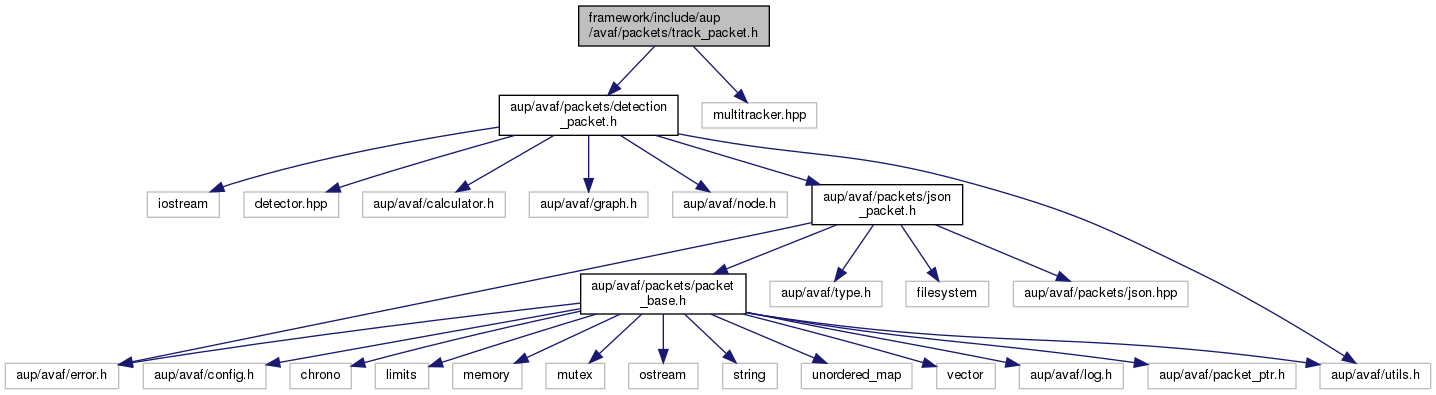 framework/include/aup
/avaf/packets/track_packet.h
aup/avaf/packets/detection
_packet.h
multitracker.hpp
iostream
detector.hpp
aup/avaf/calculator.h
aup/avaf/graph.h
aup/avaf/node.h
aup/avaf/packets/json
_packet.h
aup/avaf/packets/packet
_base.h
aup/avaf/type.h
filesystem
aup/avaf/packets/json.hpp
aup/avaf/error.h
aup/avaf/config.h
chrono
limits
memory
mutex
ostream
string
unordered_map
vector
aup/avaf/log.h
aup/avaf/packet_ptr.h
aup/avaf/utils.h